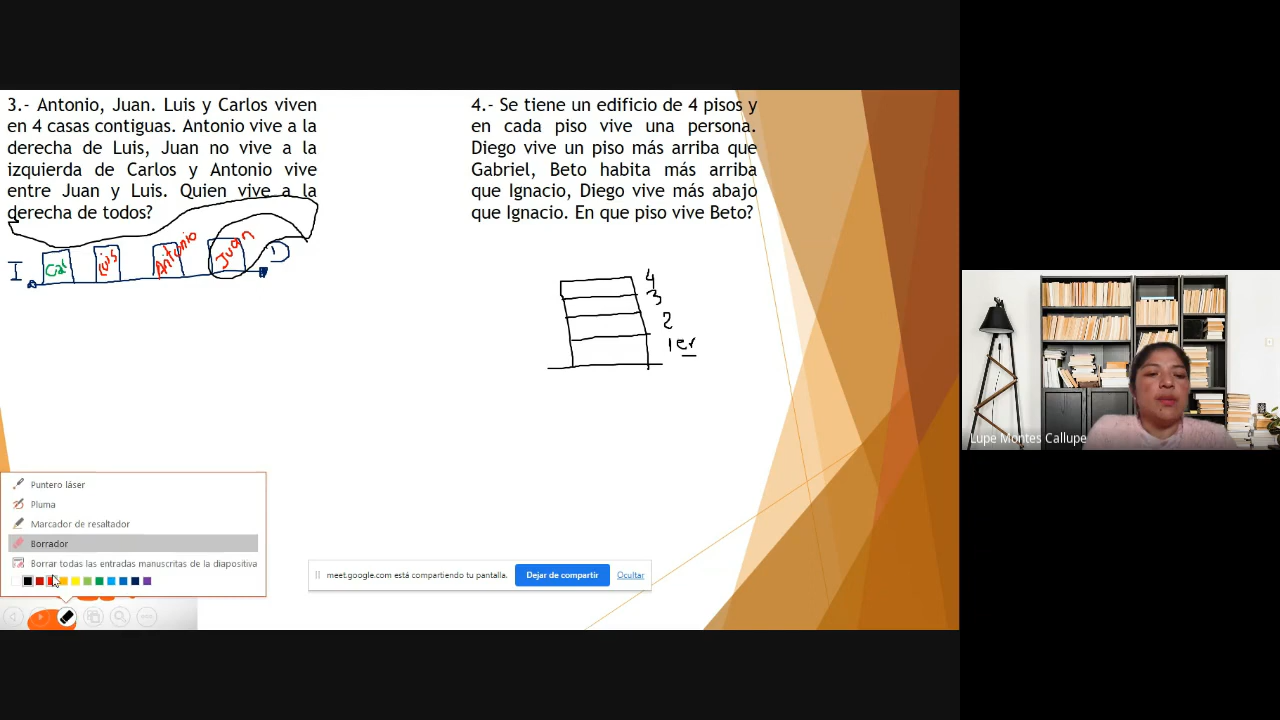 3.- Antonio, Juan. Luis y Carlos viven
en 4 casas contiguas. Antonio vive a la
derecha de Luis, Juan no vive a la
izquierda de Carlos y Antonio vive
entre Juan y Luis. Quien vive a la
derecha de todos?
I
Car
Luis
Antonio
Juan
D
4.- Se tiene un edificio de 4 pisos y
en cada piso vive una persona.
Diego vive un piso más arriba que
Gabriel, Beto habita más arriba
que Ignacio, Diego vive más abajo
que Ignacio. En que piso vive Beto?
4
3
2
1er
Puntero láser
Pluma
Marcador de resaltador
Borrador
Borrar todas las entradas manuscritas de la diapositiva
meet.google.com está compartiendo tu pantalla.
Dejar de compartir
Ocultar
Lupe Montes Callupe